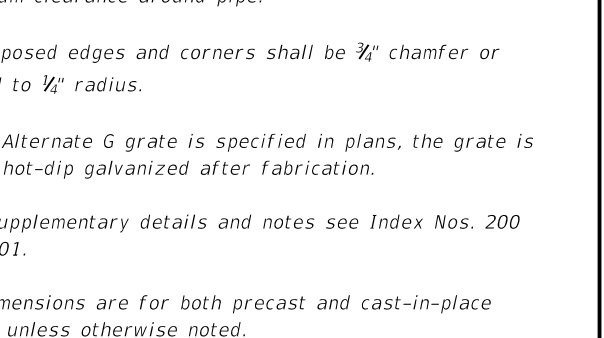 clearance around pipe.
posed edges and corners shall be ¾" chamfer or
to ¼" radius.
Alternate G grate is specified in plans, the grate is
hot-dip galvanized after fabrication.
upplementary details and notes see Index Nos. 200
01.
mensions are for both precast and cast-in-place
unless otherwise noted.